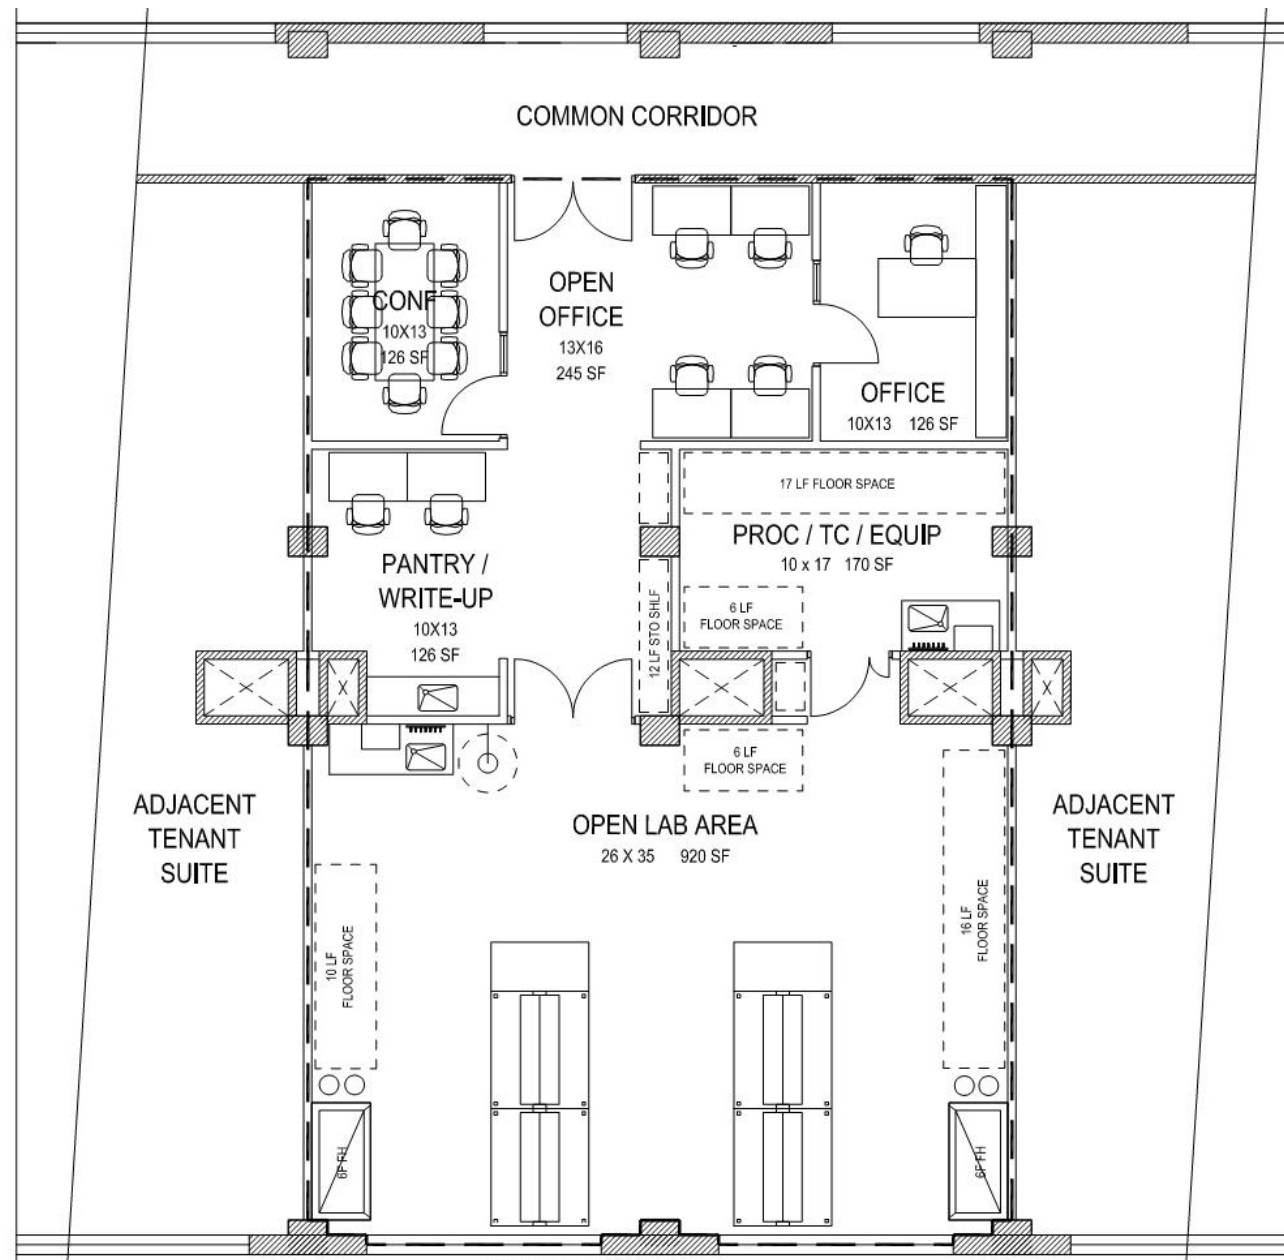 COMMON CORRIDOR
CONF
10X13
126 SF
OPEN
OFFICE
13X16
245 SF
OFFICE
10X13 126 SF
17 LF FLOOR SPACE
PROC / TC / EQUIP
10 x 17 170 SF
6 LF
FLOOR SPACE
PANTRY /
WRITE-UP
10X13
126 SF
12 LF STO SHLF
6 LF
FLOOR SPACE
ADJACENT
TENANT
SUITE
OPEN LAB AREA
26 X 35 920 SF
ADJACENT
TENANT
SUITE
10 LF
FLOOR SPACE
16 LF
FLOOR SPACE
6F FH
6F FH